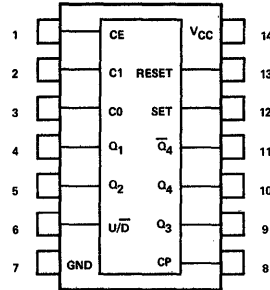 1 CE VCC 14
2 C1 RESET 13
3 C0 SET 12
4 Q1 Q̅4 11
5 Q2 Q4 10
6 U/D̅ Q3 9
7 GND CP 8